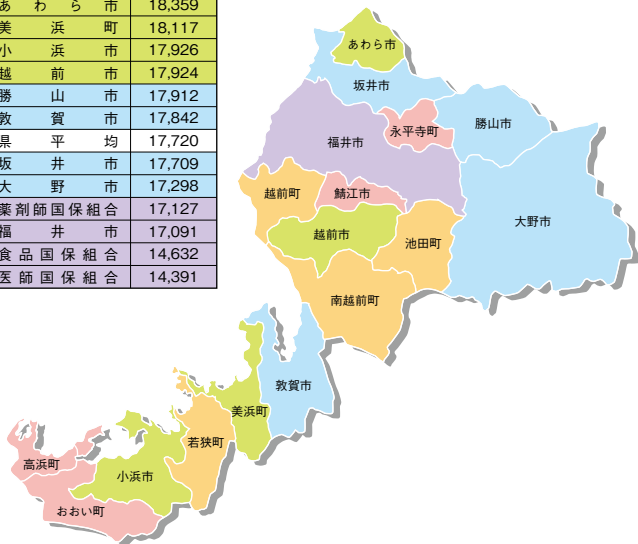 あわら市 18,359
美浜町 18,117
小浜市 17,926
越前市 17,924
勝山市 17,912
敦賀市 17,842
県平均 17,720
坂井市 17,709
大野市 17,298
薬剤師国保組合 17,127
福井市 17,091
食品国保組合 14,632
医師国保組合 14,391
あわら市
坂井市
永平寺町
勝山市
福井市
越前町
鯖江市
大野市
越前市
池田町
南越前町
敦賀市
美浜町
若狭町
高浜町
小浜市
おおい町